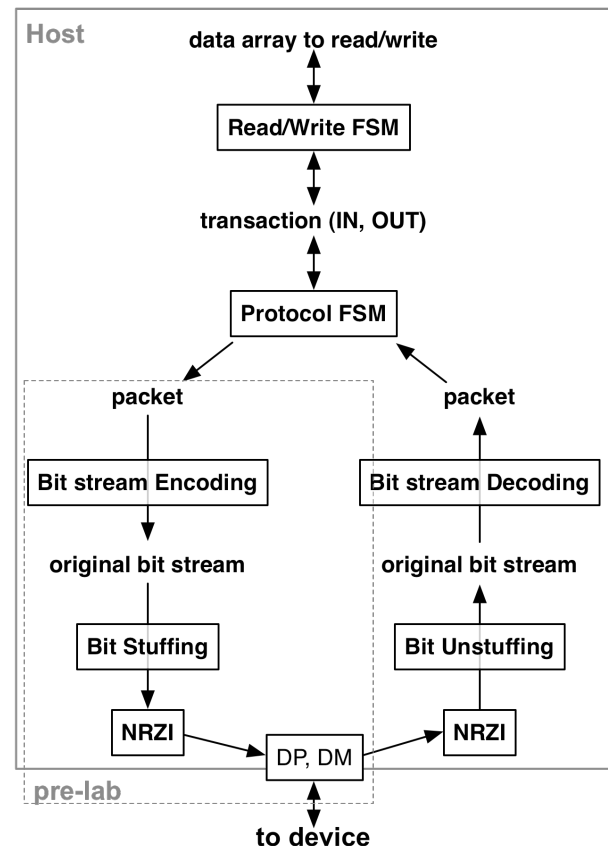 Host
data array to read/write
Read/Write FSM
transaction (IN, OUT)
Protocol FSM
packet
packet
Bit stream Encoding
Bit stream Decoding
original bit stream
original bit stream
Bit Stuffing
Bit Unstuffing
NRZI
NRZI
DP, DM
pre-lab
to device